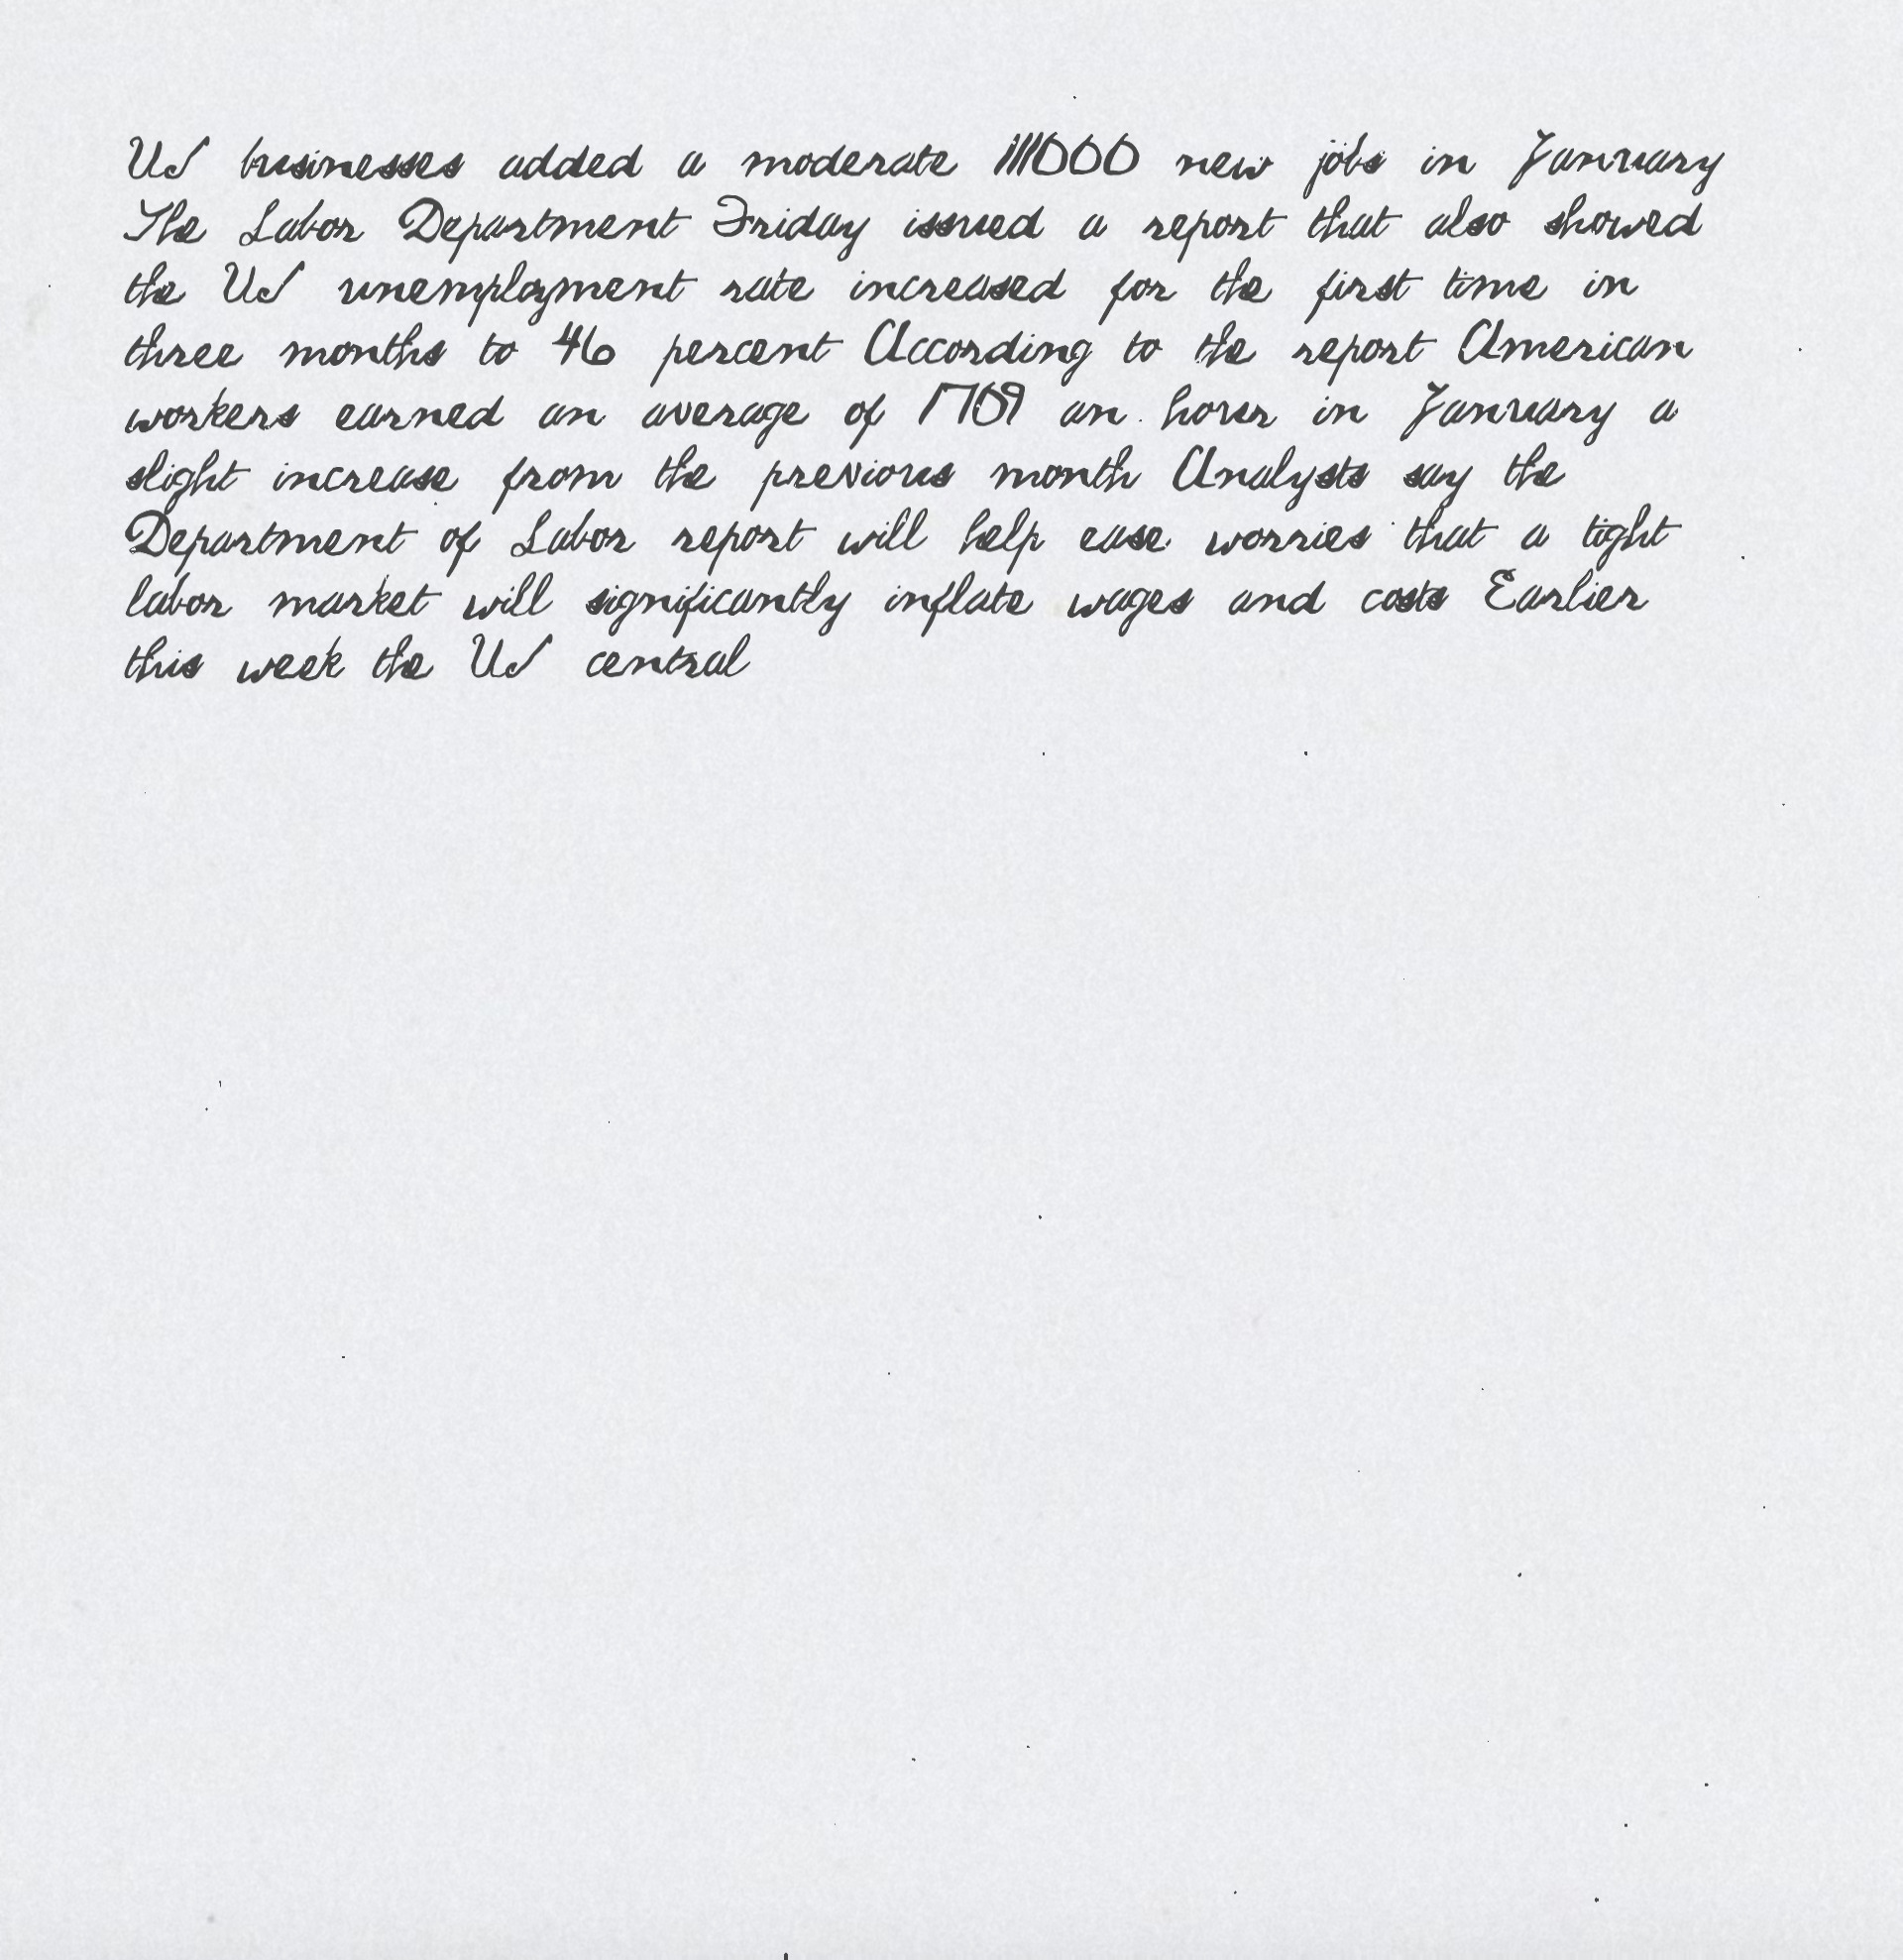 US businesses added a moderate 111000 new jobs in January
The Labor Department Friday issued a report that also showed
the US unemployment rate increased for the first time in
three months to 46 percent According to the report American
workers earned an average of 1709 an hour in January a
slight increase from the previous month Analysts say the
Department of Labor report will help ease worries that a tight
labor market will significantly inflate wages and costs Earlier
this week the US central